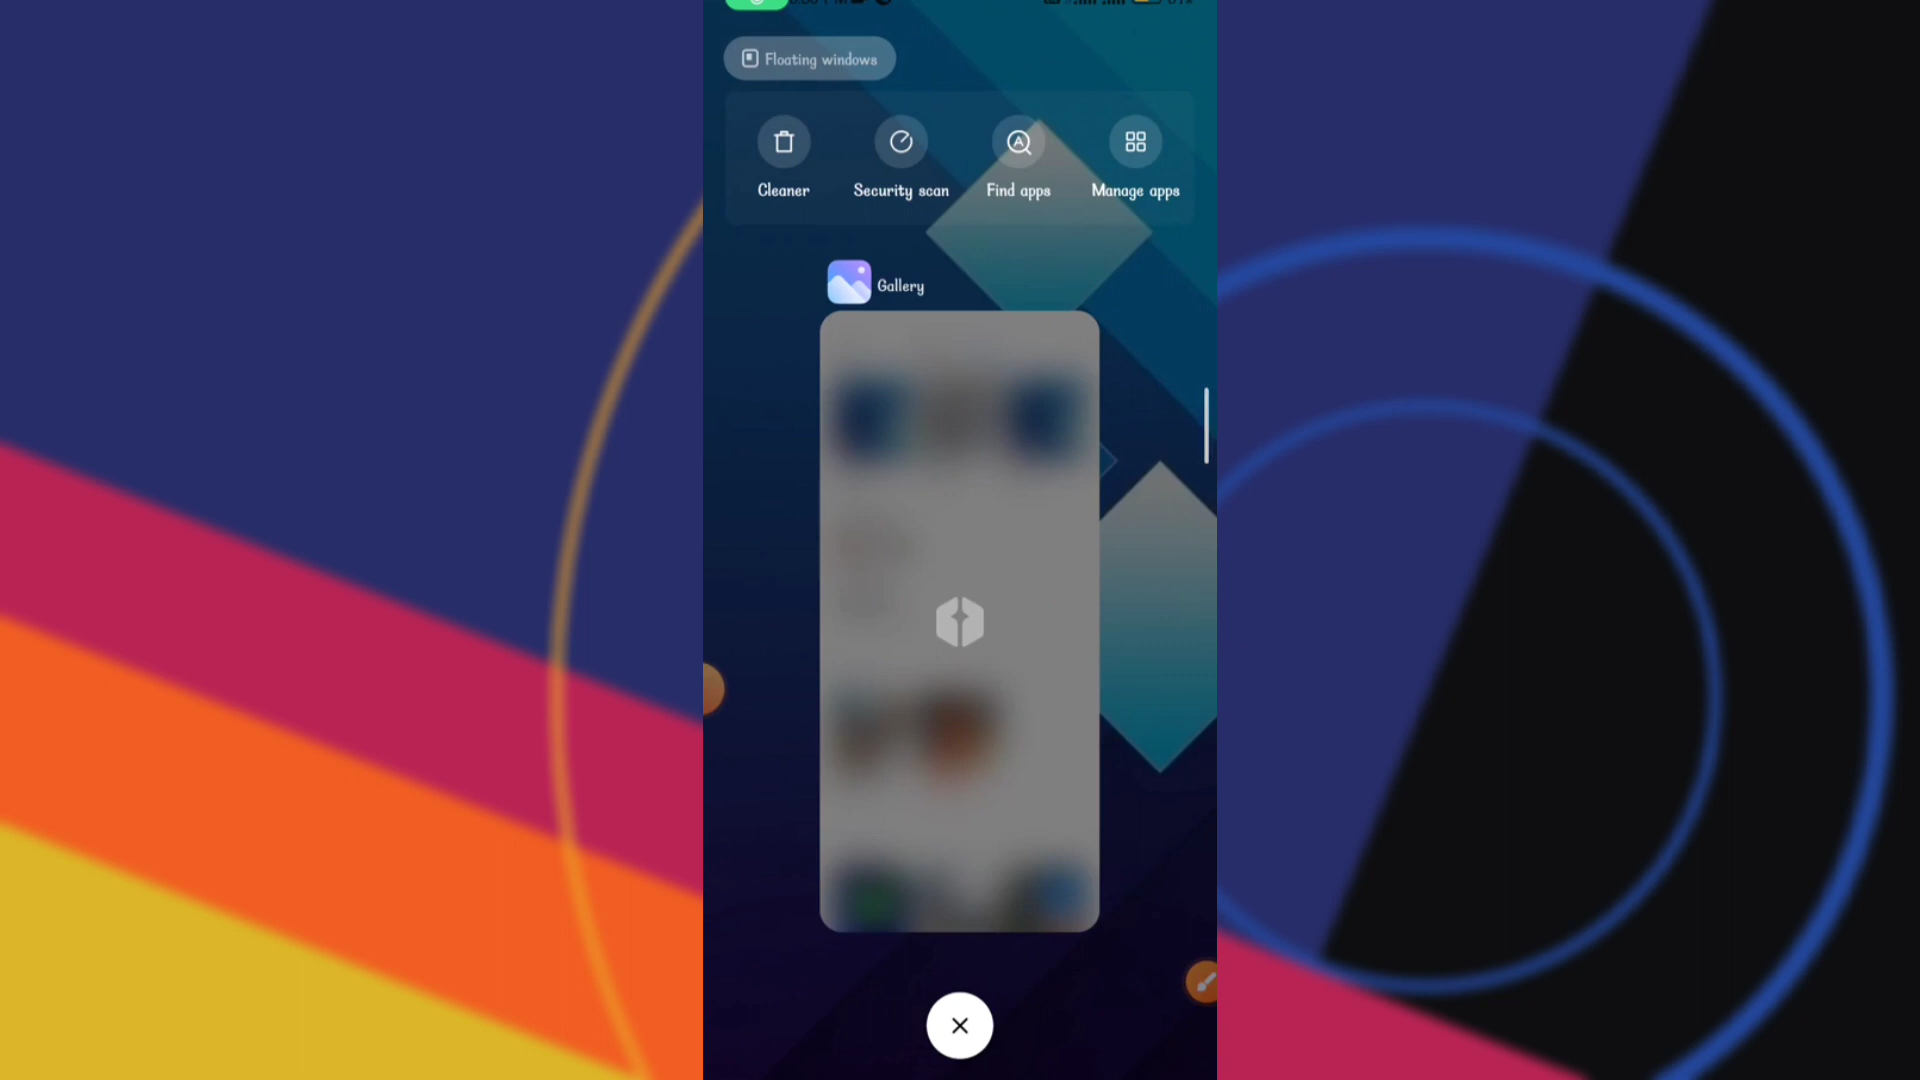 Floating windows
Cleaner
Security scan
Find apps
Manage apps
Gallery